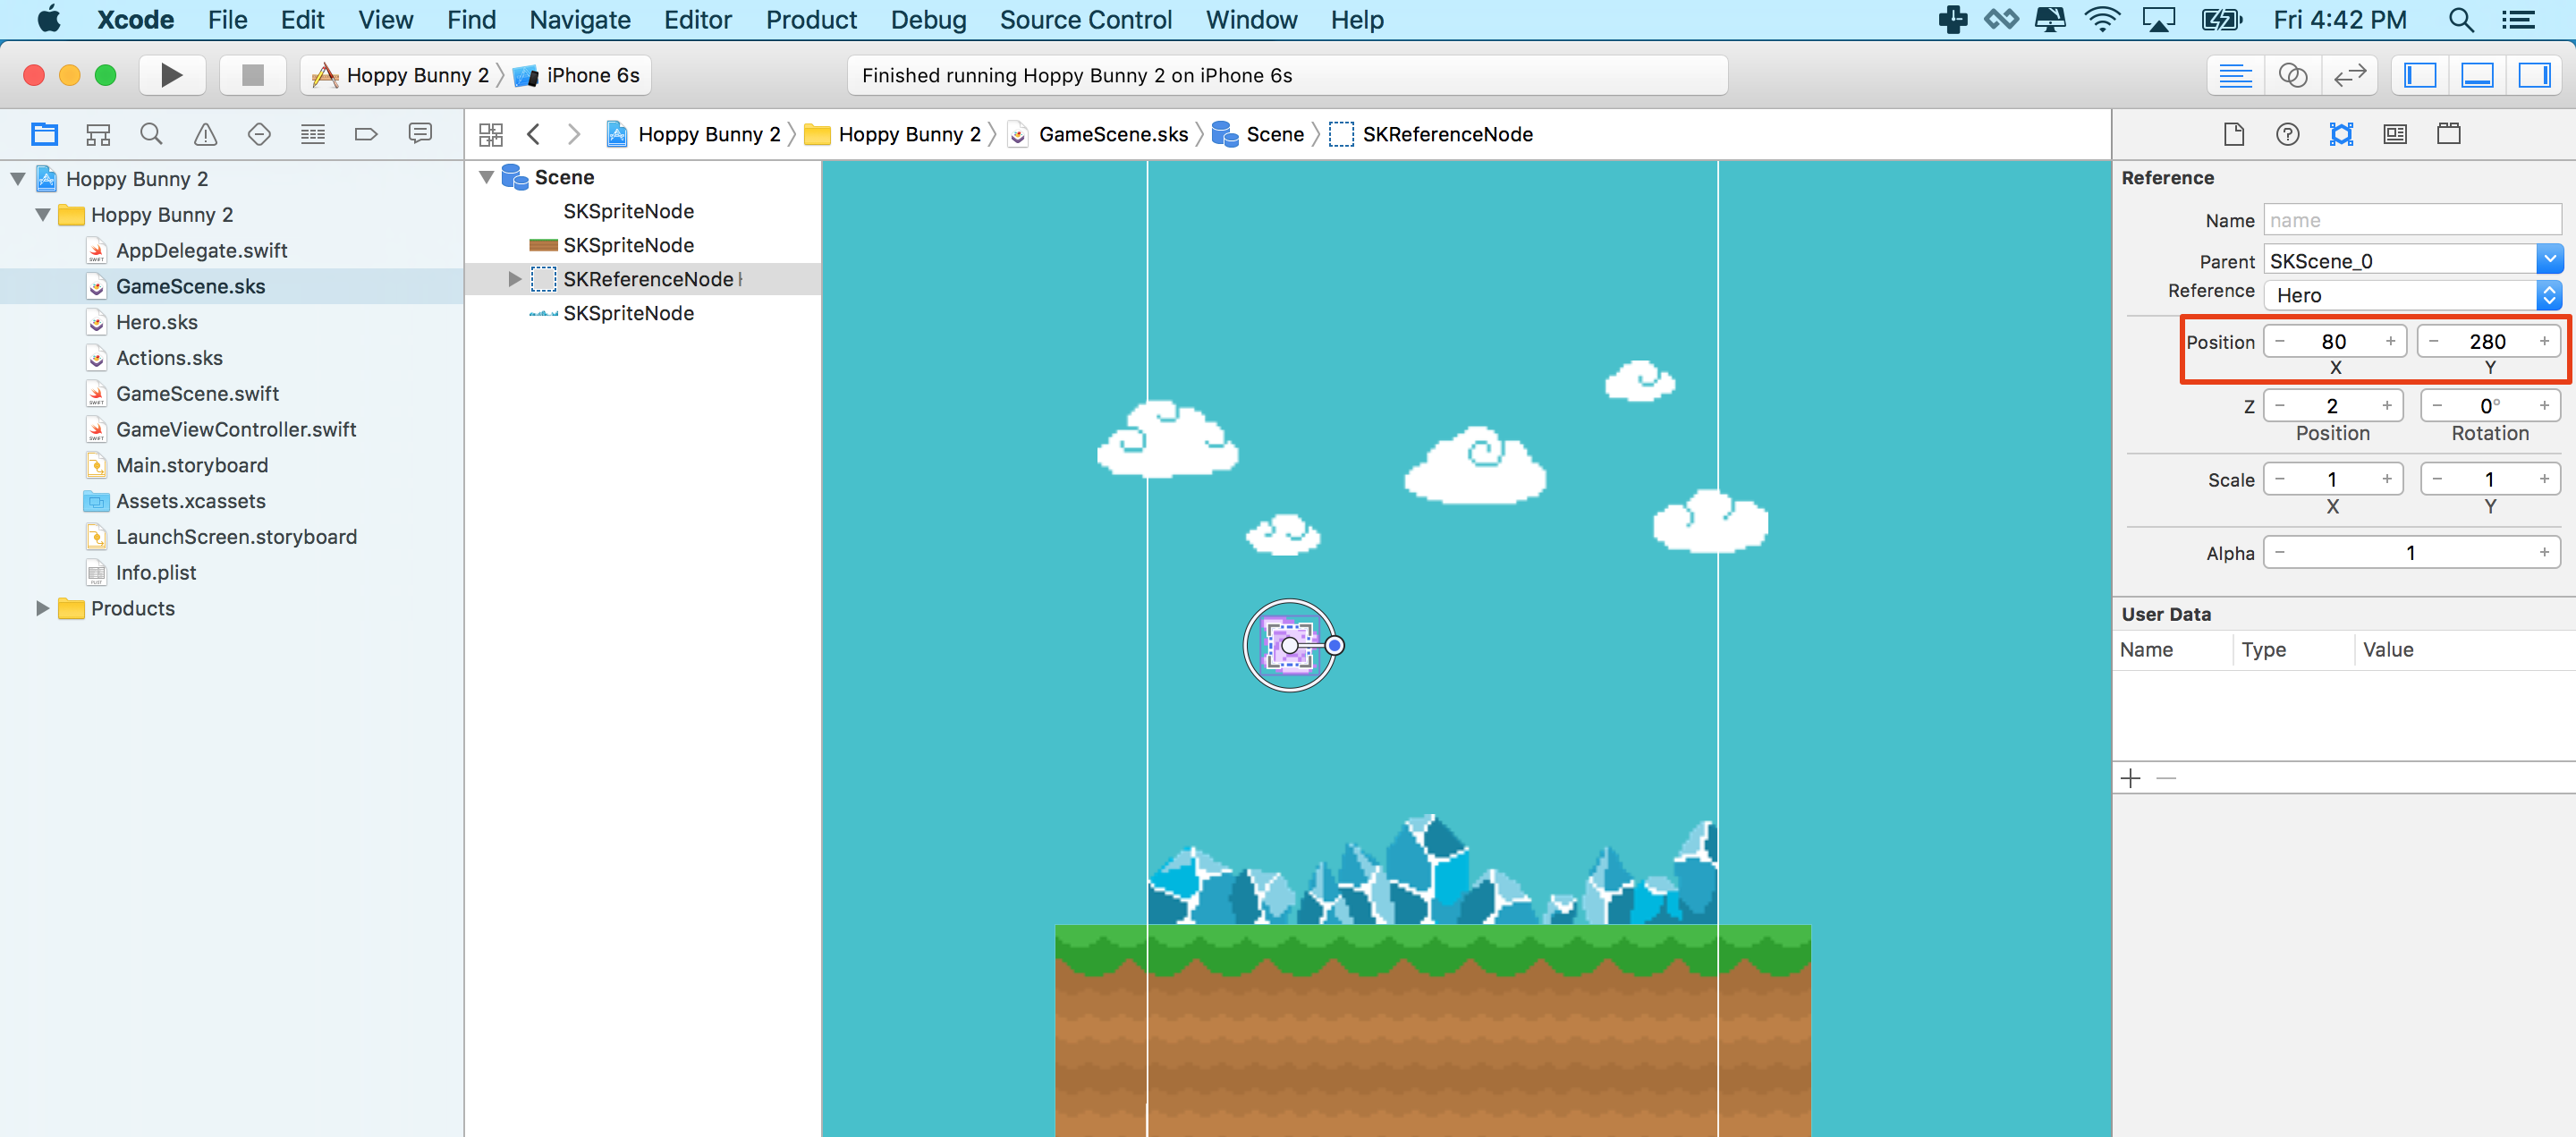 Xcode File Edit View Find Navigate Editor Product Debug Source Control Window Help Fri 4:42 PM
Hoppy Bunny 2 iPhone 6s Finished running Hoppy Bunny 2 on iPhone 6s
Hoppy Bunny 2 Hoppy Bunny 2 GameScene.sks Scene SKReferenceNode
Hoppy Bunny 2
Hoppy Bunny 2
AppDelegate.swift
GameScene.sks
Hero.sks
Actions.sks
GameScene.swift
GameViewController.swift
Main.storyboard
Assets.xcassets
LaunchScreen.storyboard
Info.plist
Products
Scene
SKSpriteNode
SKSpriteNode
SKReferenceNode
SKSpriteNode
Reference
Name name
Parent SKScene_0
Reference Hero
Position − 80 + − 280 +
X Y
Z − 2 + − 0° +
Position Rotation
Scale − 1 + − 1 +
X Y
Alpha − 1 +
User Data
Name Type Value